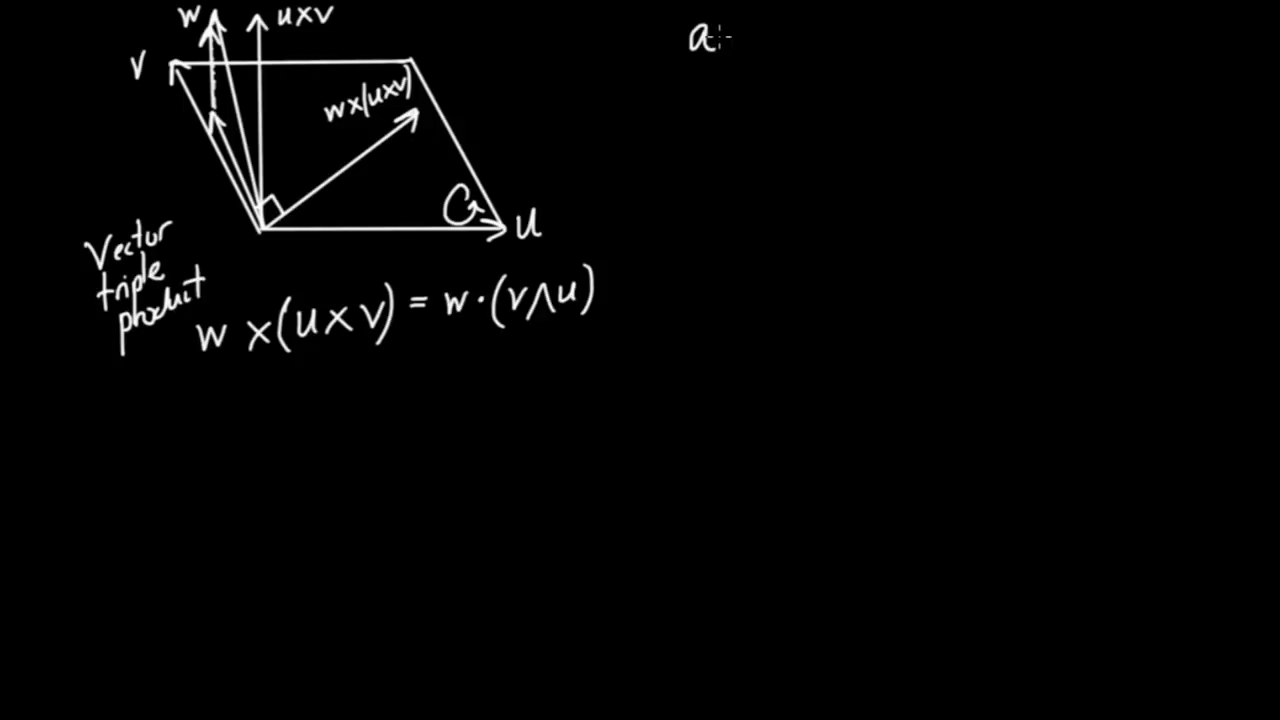 w
u×v
v
w×(u×v)
u
Vector
triple
product
w ×(u×v) = w·(v∧u)
a